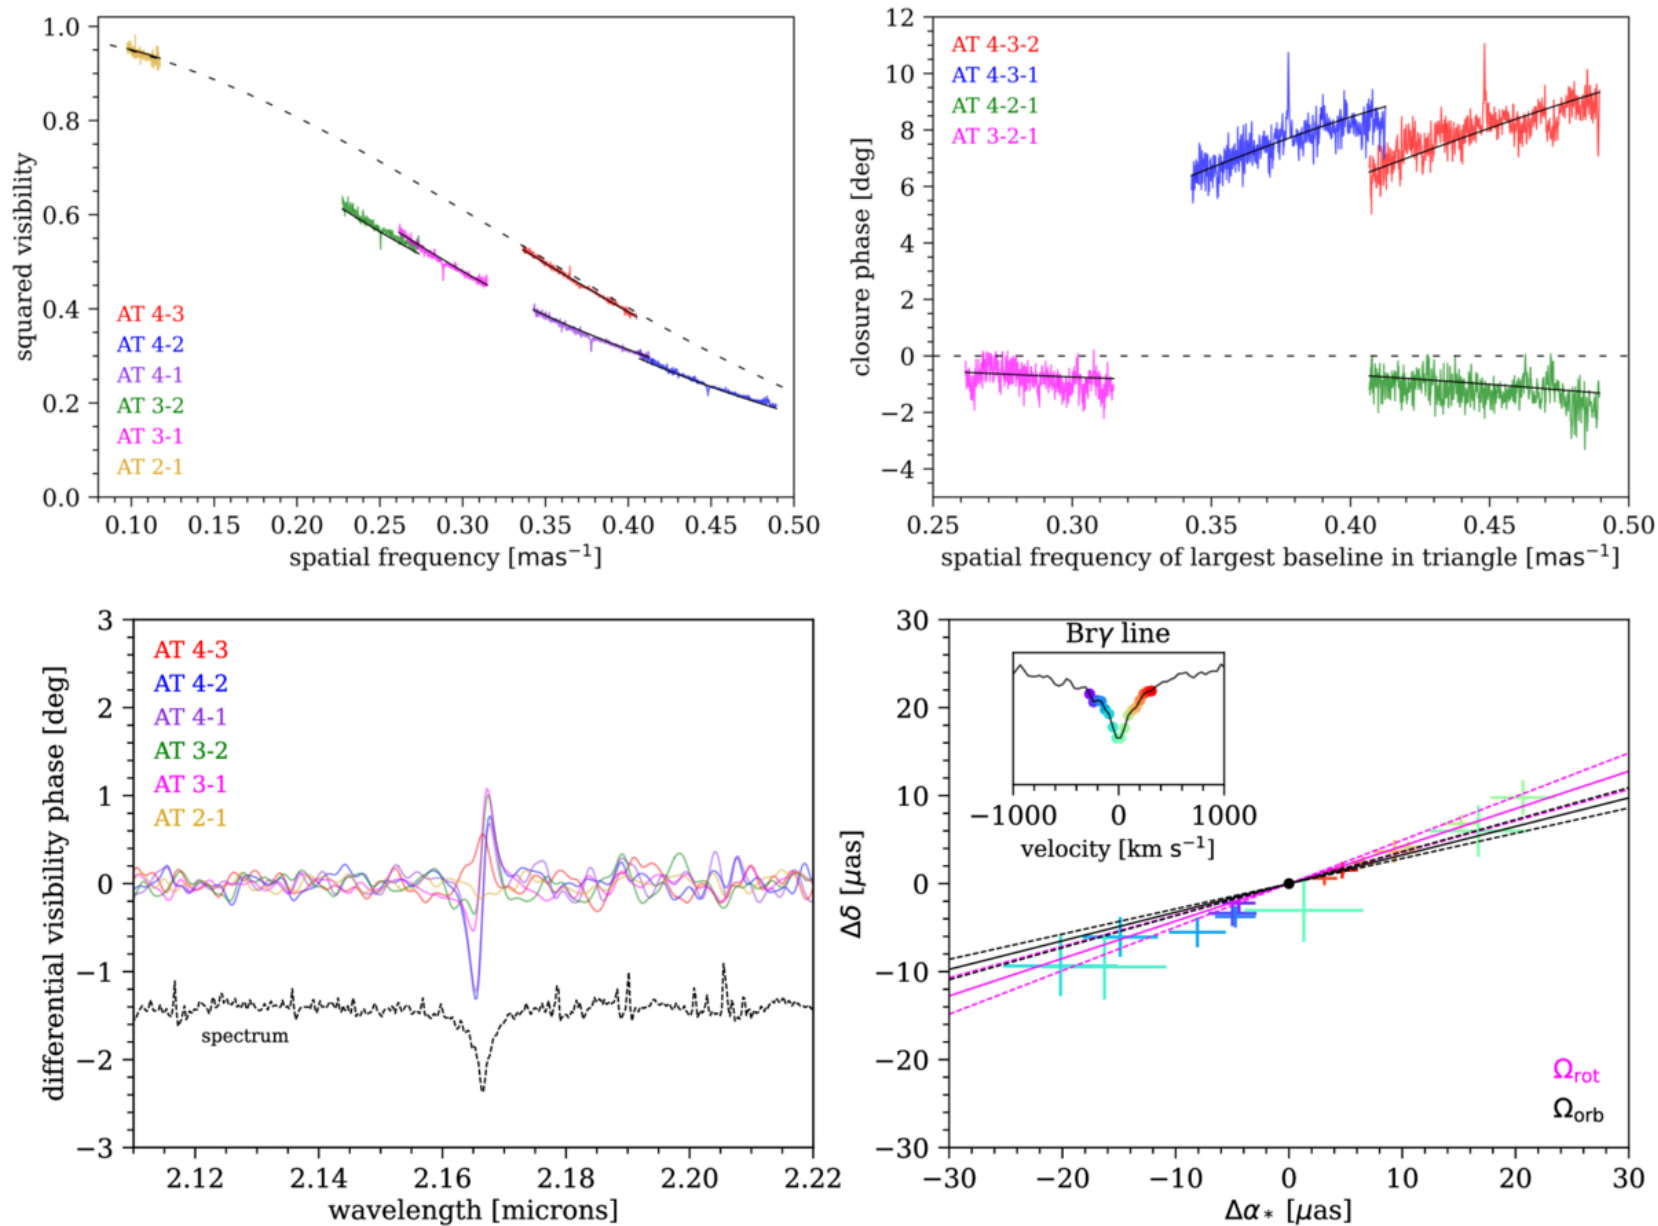 squared visibility
1.0
0.8
0.6
0.4
0.2
0.0
AT 4-3
AT 4-2
AT 4-1
AT 3-2
AT 3-1
AT 2-1
0.10 0.15 0.20 0.25 0.30 0.35 0.40 0.45 0.50
spatial frequency [mas⁻¹]
closure phase [deg]
12
10
8
6
4
2
0
−2
−4
AT 4-3-2
AT 4-3-1
AT 4-2-1
AT 3-2-1
0.25 0.30 0.35 0.40 0.45 0.50
spatial frequency of largest baseline in triangle [mas⁻¹]
differential visibility phase [deg]
3
2
1
0
−1
−2
−3
AT 4-3
AT 4-2
AT 4-1
AT 3-2
AT 3-1
AT 2-1
spectrum
2.12 2.14 2.16 2.18 2.20 2.22
wavelength [microns]
Δδ [μas]
30
20
10
0
−10
−20
−30
Brγ line
−1000 0 1000
velocity [km s⁻¹]
Ωrot
Ωorb
−30 −20 −10 0 10 20 30
Δα* [μas]